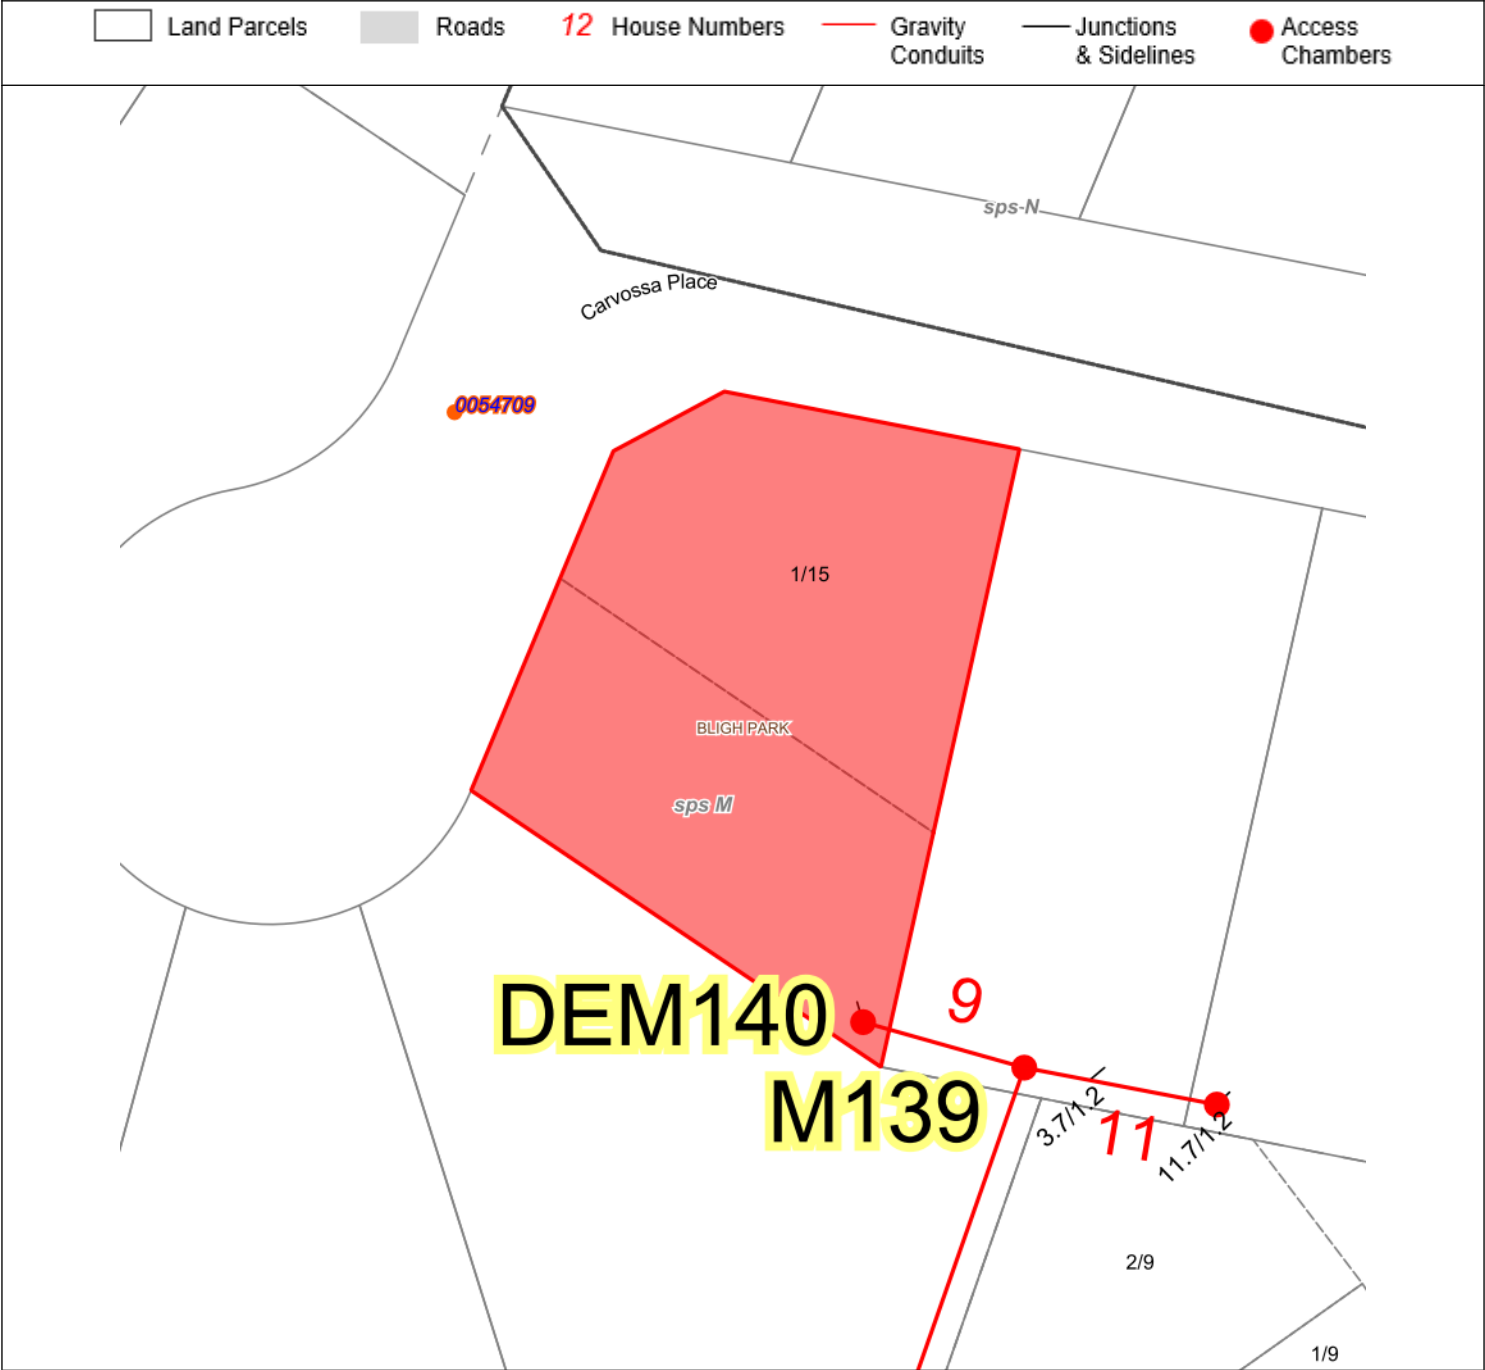 Land Parcels
Roads
12 House Numbers
Gravity
Conduits
Junctions
& Sidelines
Access
Chambers
sps-N
Carvossa Place
0054709
1/15
BLIGH PARK
sps M
DEM140
9
M139
3.7/1.2
11
11.7/1.2
2/9
1/9